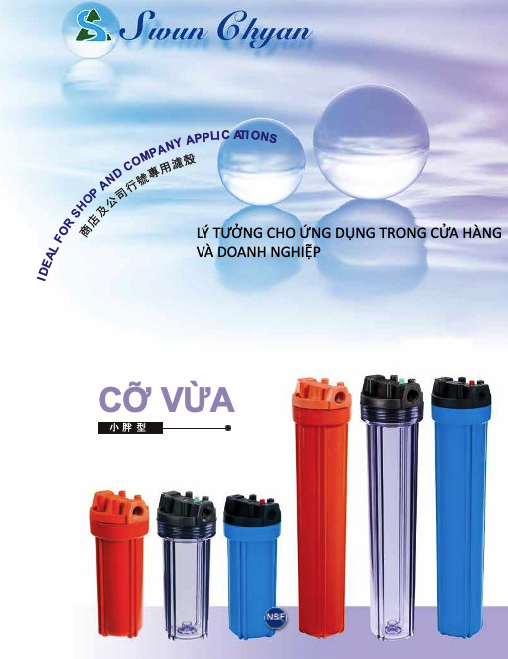 Swun Chyan
IDEAL FOR SHOP AND COMPANY APPLICATIONS
商店及公司行號專用濾殼
LÝ TƯỞNG CHO ỨNG DỤNG TRONG CỬA HÀNG
VÀ DOANH NGHIỆP
CỠ VỪA
小胖型
NSF